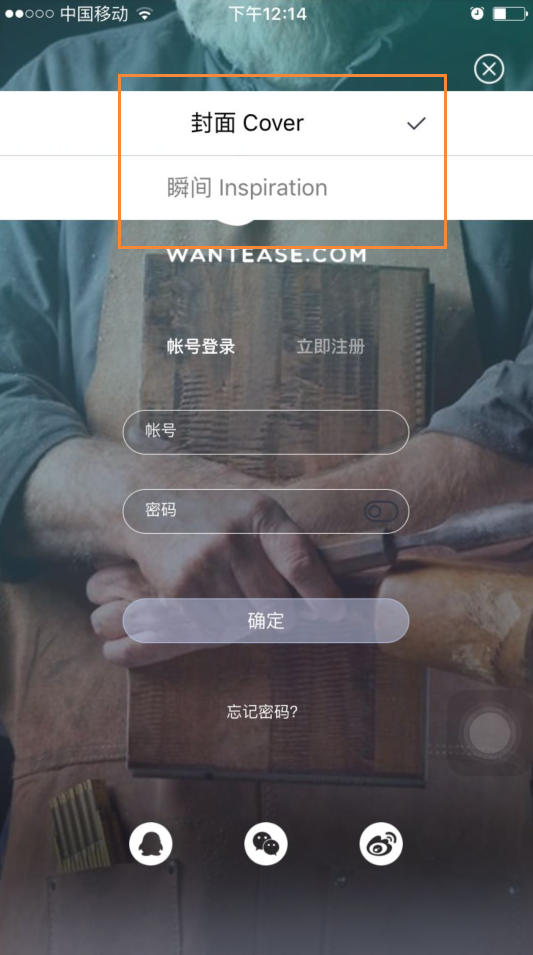 中国移动 下午12:14
封面 Cover
瞬间 Inspiration
WANTEASE.COM
帐号登录 立即注册
帐号
密码
确定
忘记密码?